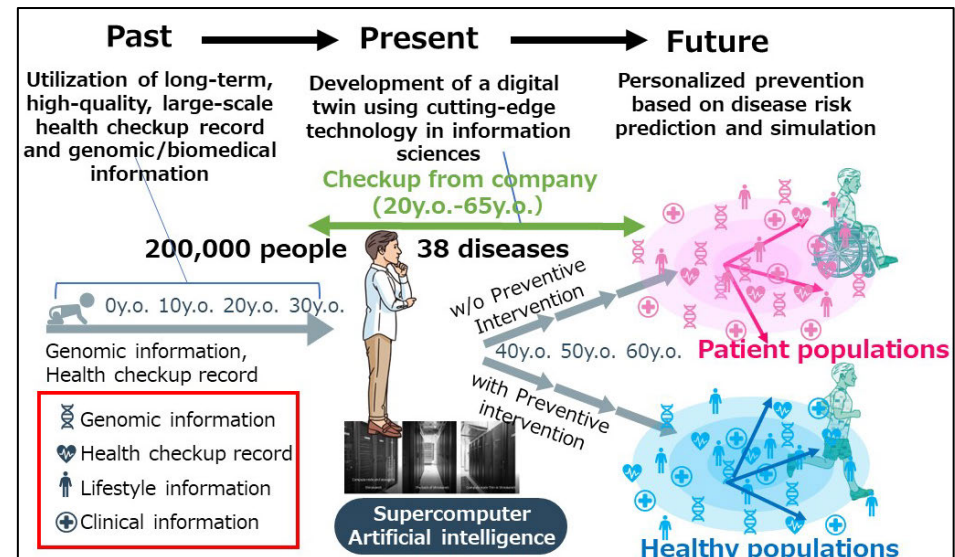 Past
Present
Future
Utilization of long-term,
high-quality, large-scale
health checkup record
and genomic/biomedical
information
Development of a digital
twin using cutting-edge
technology in information
sciences
Personalized prevention
based on disease risk
prediction and simulation
Checkup from company
(20y.o.-65y.o.)
200,000 people
38 diseases
0y.o. 10y.o. 20y.o. 30y.o.
Genomic information,
Health checkup record
w/o Preventive
Intervention
40y.o. 50y.o. 60y.o.
with Preventive
intervention
Patient populations
Genomic information
Health checkup record
Lifestyle information
Clinical information
Supercomputer
Artificial intelligence
Healthy populations